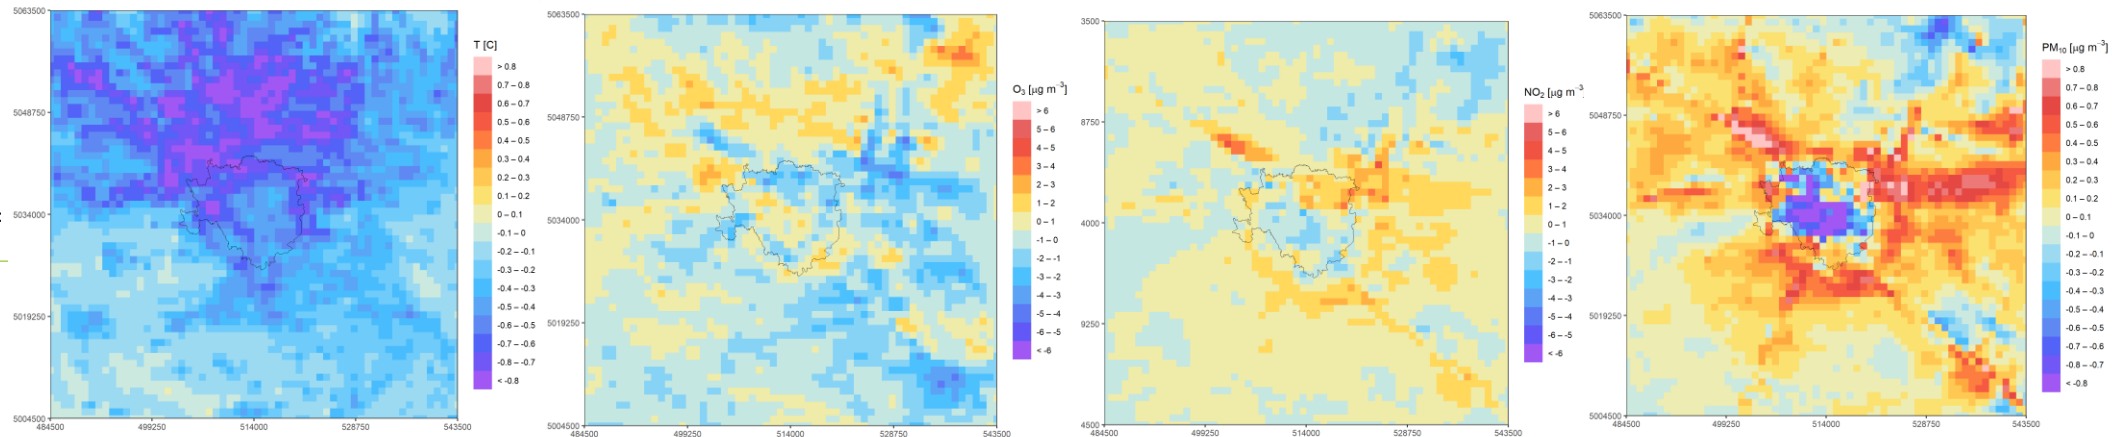 5063500
5048750
5034000
5019250
5004500
484500 499250 514000 528750 543500
T [C]
> 0.8
0.7 – 0.8
0.6 – 0.7
0.5 – 0.6
0.4 – 0.5
0.3 – 0.4
0.2 – 0.3
0.1 – 0.2
0 – 0.1
-0.1 – 0
-0.2 – -0.1
-0.3 – -0.2
-0.4 – -0.3
-0.5 – -0.4
-0.6 – -0.5
-0.7 – -0.6
-0.8 – -0.7
< -0.8
5063500
5048750
5034000
5019250
5004500
484500 499250 514000 528750 543500
O₃ [µg m⁻³]
> 6
5 – 6
4 – 5
3 – 4
2 – 3
1 – 2
0 – 1
-1 – 0
-2 – -1
-3 – -2
-4 – -3
-5 – -4
-6 – -5
< -6
3500
8750
4000
9250
4500
484500 499250 514000 528750 543500
NO₂ [µg m⁻³
> 6
5 – 6
4 – 5
3 – 4
2 – 3
1 – 2
0 – 1
-1 – 0
-2 – -1
-3 – -2
-4 – -3
-5 – -4
-6 – -5
< -6
5063500
5048750
5034000
5019250
5004500
484500 499250 514000 528750 543500
PM₁₀ [µg m⁻³]
> 0.8
0.7 – 0.8
0.6 – 0.7
0.5 – 0.6
0.4 – 0.5
0.3 – 0.4
0.2 – 0.3
0.1 – 0.2
0 – 0.1
-0.1 – 0
-0.2 – -0.1
-0.3 – -0.2
-0.4 – -0.3
-0.5 – -0.4
-0.6 – -0.5
-0.7 – -0.6
-0.8 – -0.7
< -0.8